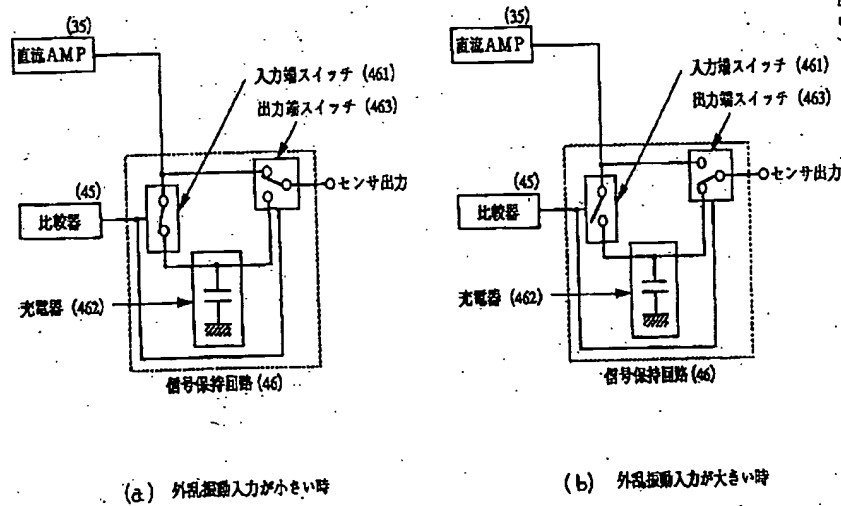 (35)
直流AMP
入力端スイッチ(461)
出力端スイッチ(463)
(45)
比較器
センサ出力
充電器(462)
信号保持回路(46)
(a) 外乱振動入力が小さい時
(35)
直流AMP
入力端スイッチ(461)
出力端スイッチ(463)
(45)
比較器
センサ出力
充電器(462)
信号保持回路(46)
(b) 外乱振動入力が大きい時